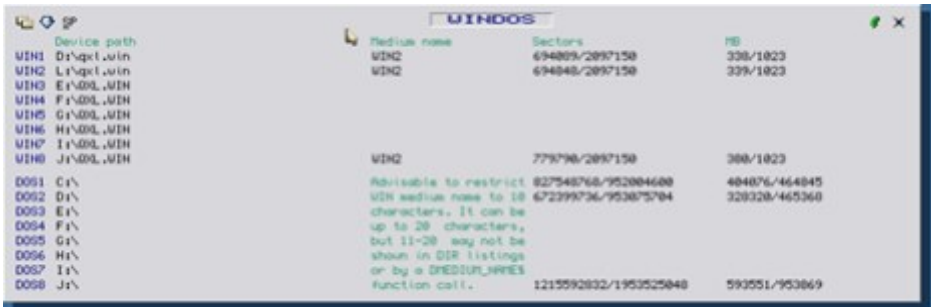 SP WINDOS
Device path Medium name Sectors MB
WIN1 D:\qxl.win WIN2 694089/2097150 338/1023
WIN2 L:\qxl.win WIN2 694848/2097150 339/1023
WIN3 E:\QXL.WIN
WIN4 F:\QXL.WIN
WIN5 G:\QXL.WIN
WIN6 H:\QXL.WIN
WIN7 I:\QXL.WIN
WIN8 J:\QXL.WIN WIN2 779790/2097150 380/1023
DOS1 C:\ Advisable to restrict 827548768/952004600 404076/464845
DOS2 D:\ WIN medium name to 10 672399736/953075704 328320/465368
DOS3 E:\ characters. It can be
DOS4 F:\ up to 20 characters,
DOS5 G:\ but 11-20 may not be
DOS6 H:\ shown in DIR listings
DOS7 I:\ or by a DMEDIUM_NAME$
DOS8 J:\ function call. 1215592832/1953525048 593551/953869